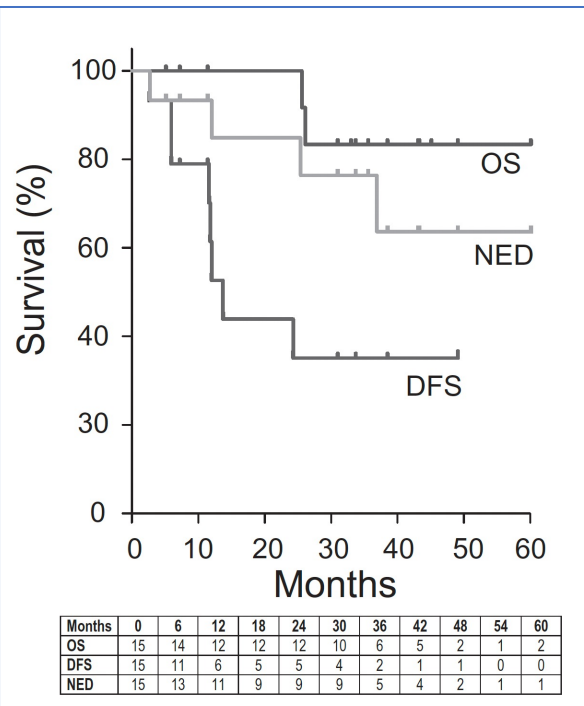 100
80
60
40
30
0
Survival (%)
OS
NED
DFS
0 10 20 30 40 50 60
Months
Months 0 6 12 18 24 30 36 42 48 54 60
OS 15 14 12 12 12 10 6 5 2 1 2
DFS 15 11 6 5 5 4 2 1 1 0 0
NED 15 13 11 9 9 9 5 4 2 1 1